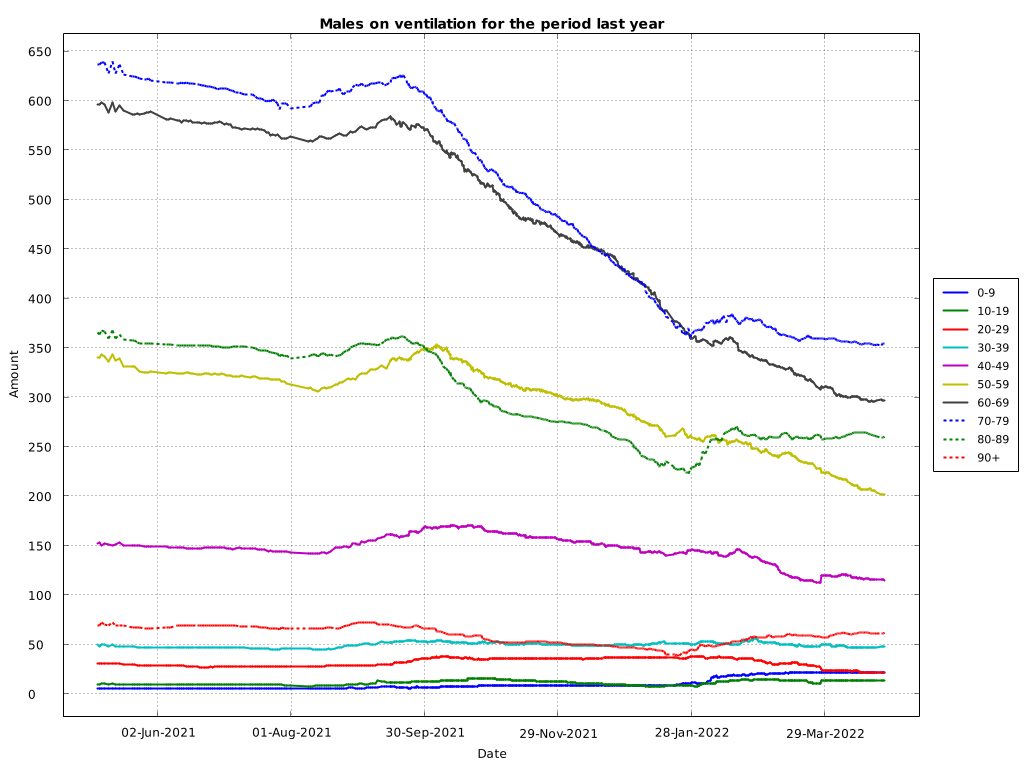 Males on ventilation for the period last year
650
600
550
500
450
400
350
300
250
200
150
100
50
0
Amount
02-Jun-2021
01-Aug-2021
30-Sep-2021
29-Nov-2021
28-Jan-2022
29-Mar-2022
Date
0-9
10-19
20-29
30-39
40-49
50-59
60-69
70-79
80-89
90+